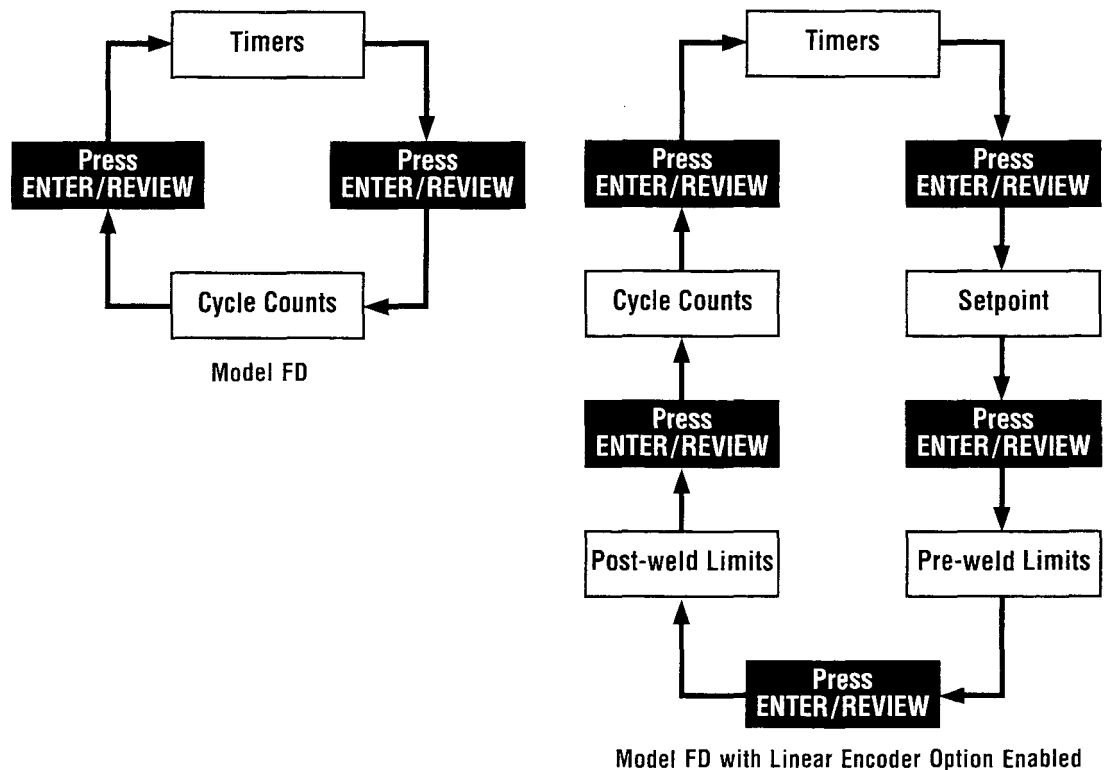 Timers
Press
ENTER/REVIEW
Press
ENTER/REVIEW
Cycle Counts
Model FD
Timers
Press
ENTER/REVIEW
Press
ENTER/REVIEW
Cycle Counts
Setpoint
Press
ENTER/REVIEW
Press
ENTER/REVIEW
Post-weld Limits
Pre-weld Limits
Press
ENTER/REVIEW
Model FD with Linear Encoder Option Enabled